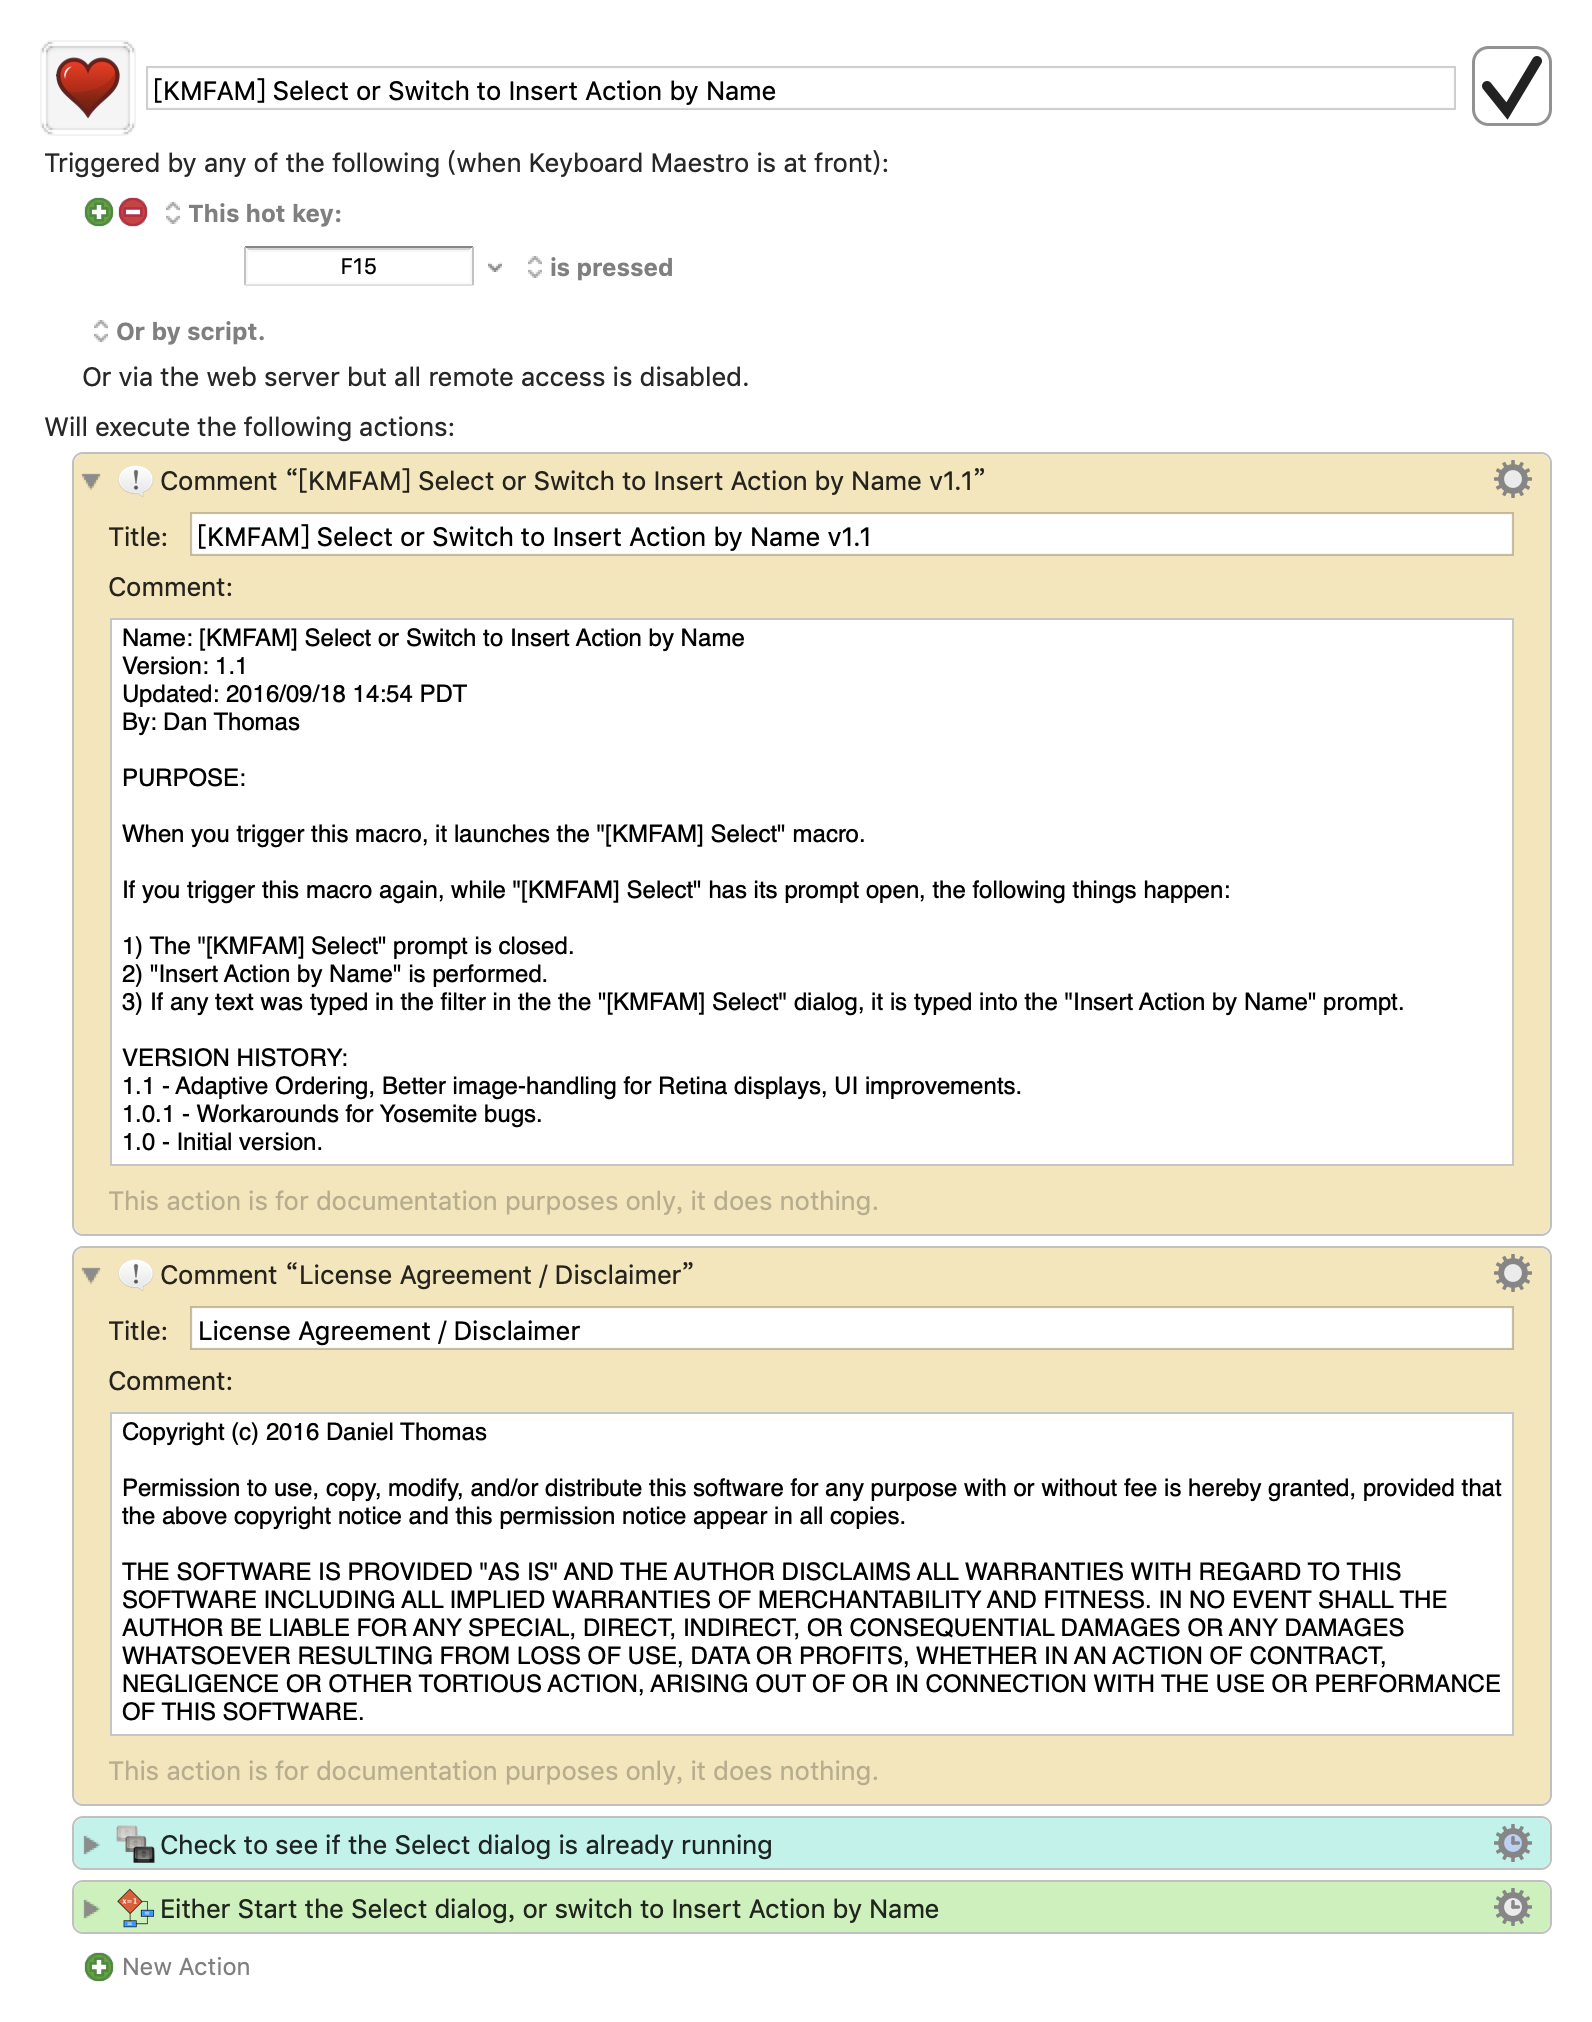 [KMFAM] Select or Switch to Insert Action by Name
Triggered by any of the following (when Keyboard Maestro is at front):
This hot key:
F15 is pressed
Or by script.
Or via the web server but all remote access is disabled.
Will execute the following actions:
Comment “[KMFAM] Select or Switch to Insert Action by Name v1.1”
Title: [KMFAM] Select or Switch to Insert Action by Name v1.1
Comment:
Name: [KMFAM] Select or Switch to Insert Action by Name
Version: 1.1
Updated: 2016/09/18 14:54 PDT
By: Dan Thomas
PURPOSE:
When you trigger this macro, it launches the "[KMFAM] Select" macro.
If you trigger this macro again, while "[KMFAM] Select" has its prompt open, the following things happen:
1) The "[KMFAM] Select" prompt is closed.
2) "Insert Action by Name" is performed.
3) If any text was typed in the filter in the the "[KMFAM] Select" dialog, it is typed into the "Insert Action by Name" prompt.
VERSION HISTORY:
1.1 - Adaptive Ordering, Better image-handling for Retina displays, UI improvements.
1.0.1 - Workarounds for Yosemite bugs.
1.0 - Initial version.
This action is for documentation purposes only, it does nothing.
Comment “License Agreement / Disclaimer”
Title: License Agreement / Disclaimer
Comment:
Copyright (c) 2016 Daniel Thomas
Permission to use, copy, modify, and/or distribute this software for any purpose with or without fee is hereby granted, provided that
the above copyright notice and this permission notice appear in all copies.
THE SOFTWARE IS PROVIDED "AS IS" AND THE AUTHOR DISCLAIMS ALL WARRANTIES WITH REGARD TO THIS
SOFTWARE INCLUDING ALL IMPLIED WARRANTIES OF MERCHANTABILITY AND FITNESS. IN NO EVENT SHALL THE
AUTHOR BE LIABLE FOR ANY SPECIAL, DIRECT, INDIRECT, OR CONSEQUENTIAL DAMAGES OR ANY DAMAGES
WHATSOEVER RESULTING FROM LOSS OF USE, DATA OR PROFITS, WHETHER IN AN ACTION OF CONTRACT,
NEGLIGENCE OR OTHER TORTIOUS ACTION, ARISING OUT OF OR IN CONNECTION WITH THE USE OR PERFORMANCE
OF THIS SOFTWARE.
This action is for documentation purposes only, it does nothing.
Check to see if the Select dialog is already running
Either Start the Select dialog, or switch to Insert Action by Name
New Action